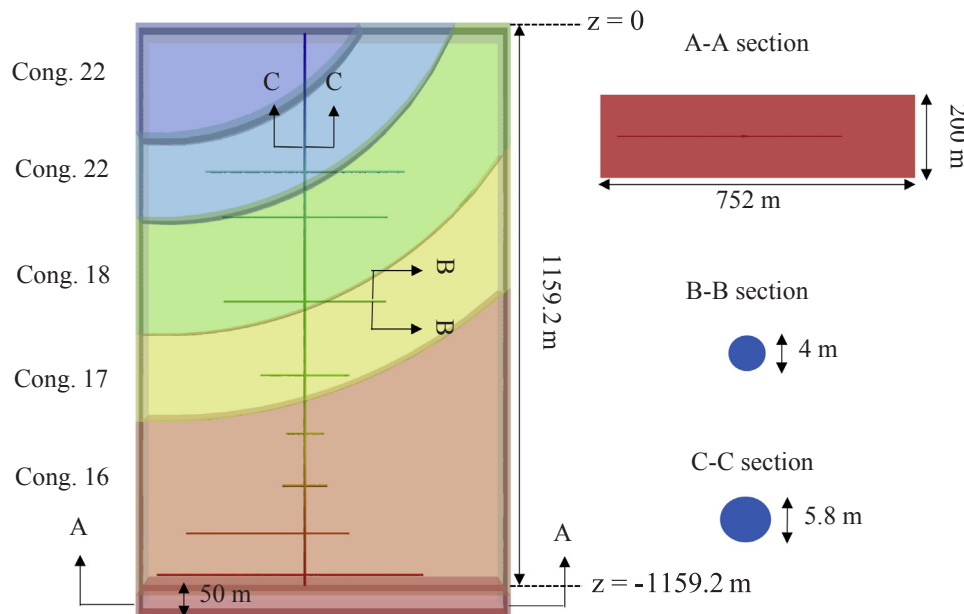 z = 0
A-A section
Cong. 22
C
C
200 m
752 m
Cong. 22
B
Cong. 18
1159.2 m
B-B section
B
4 m
Cong. 17
C-C section
Cong. 16
5.8 m
A
A
50 m
z = -1159.2 m